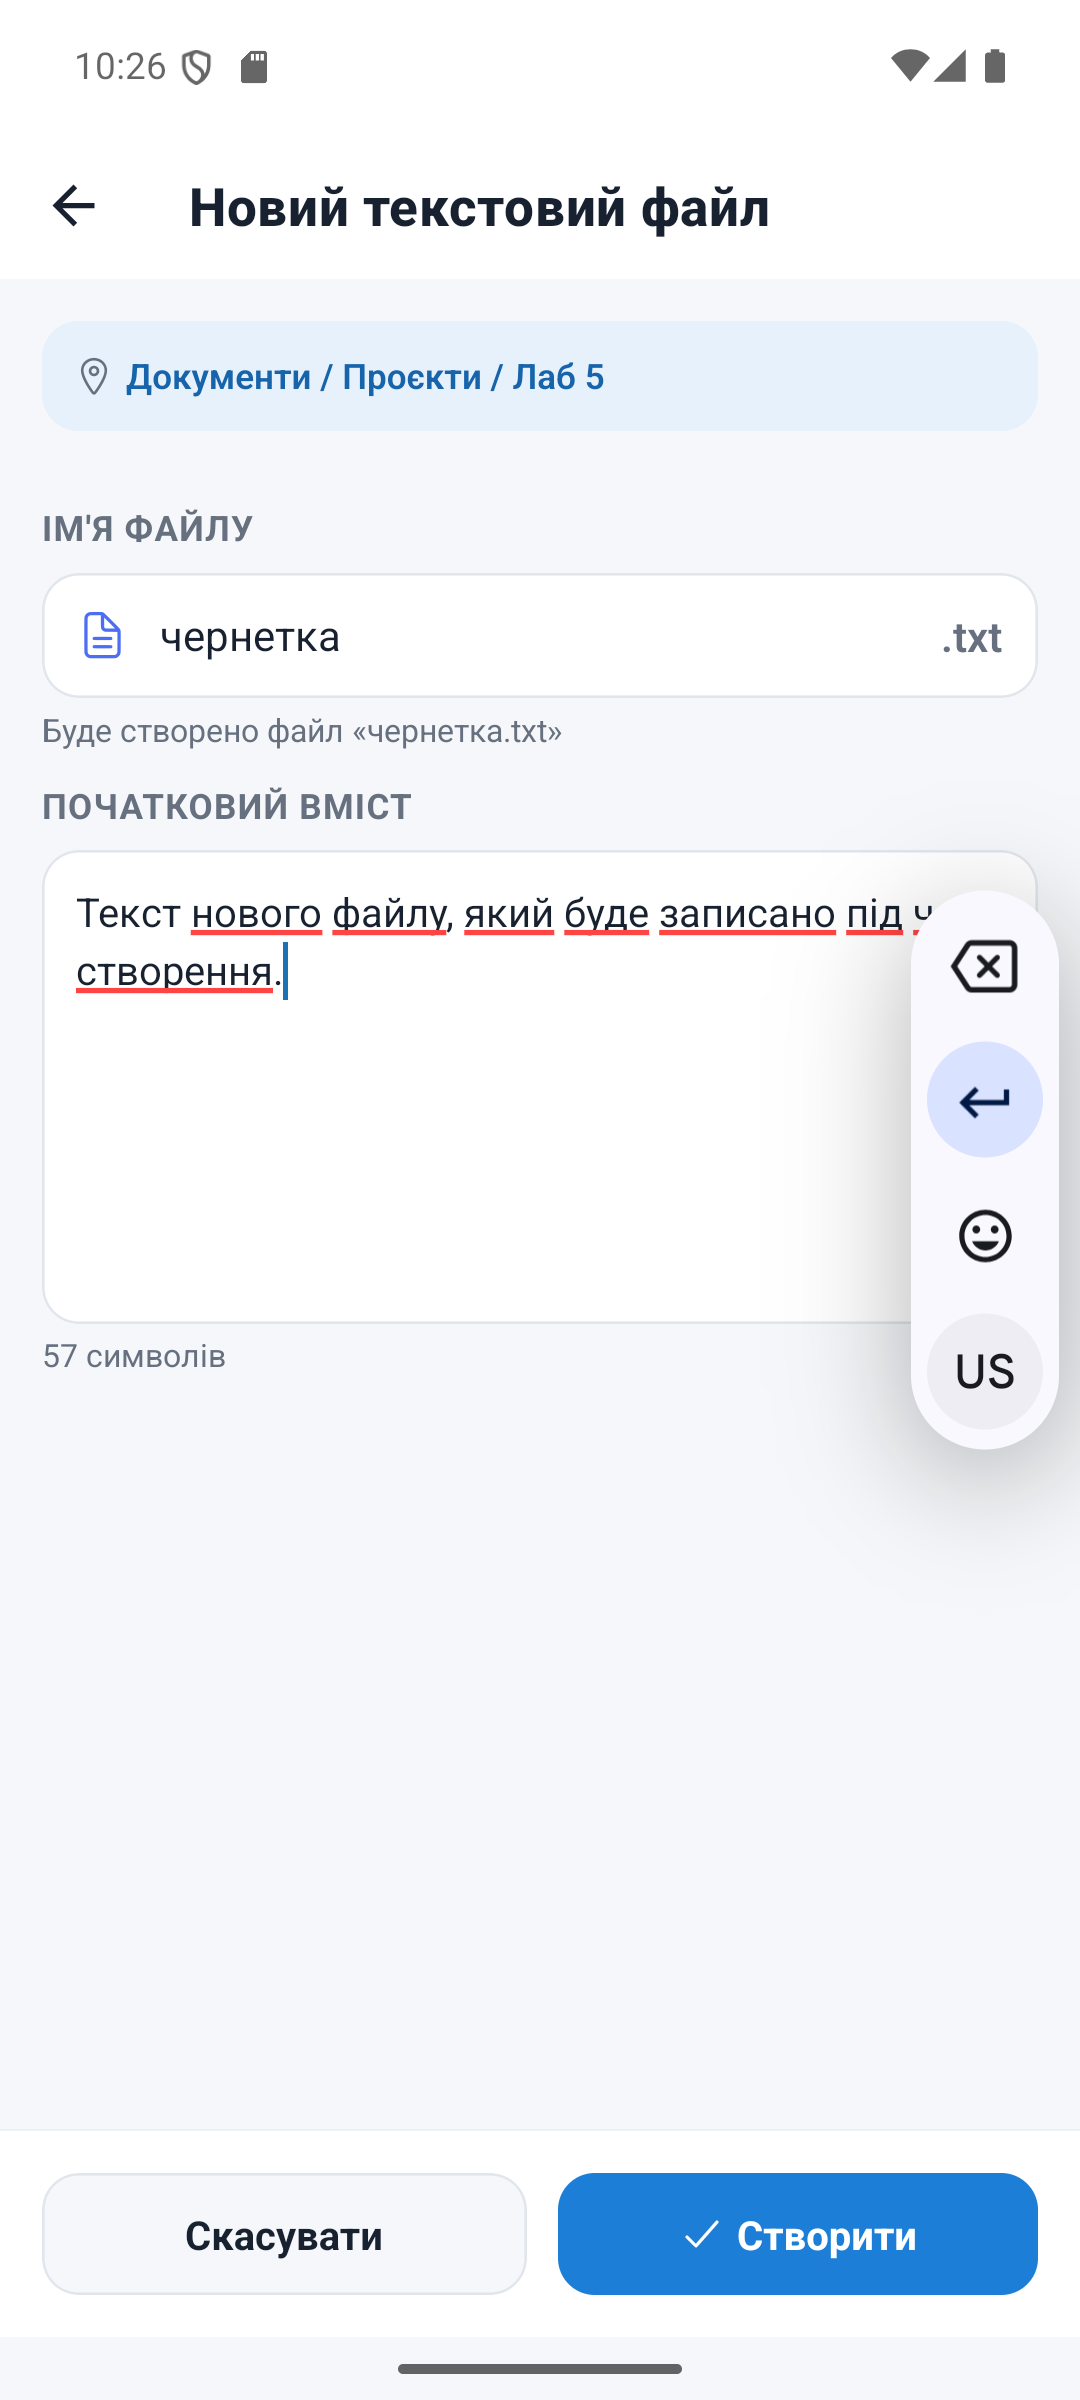 10:26
Новий текстовий файл
Документи / Проєкти / Лаб 5
ІМ'Я ФАЙЛУ
чернетка .txt
Буде створено файл «чернетка.txt»
ПОЧАТКОВИЙ ВМІСТ
Текст нового файлу, який буде записано під
створення.
57 символів
US
Скасувати
Створити